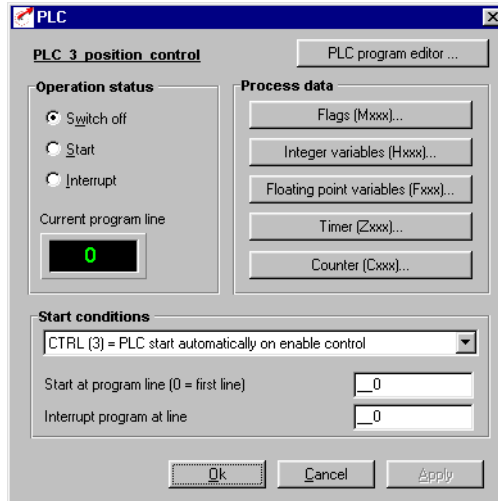 PLC
PLC 3 position control
PLC program editor ...
Operation status
Switch off
Start
Interrupt
Current program line
0
Process data
Flags (Mxxx)...
Integer variables (Hxxx)...
Floating point variables (Fxxx)...
Timer (Zxxx)...
Counter (Cxxx)...
Start conditions
CTRL (3) = PLC start automatically on enable control
Start at program line (0 = first line)
__0
Interrupt program at line
__0
Ok
Cancel
Apply